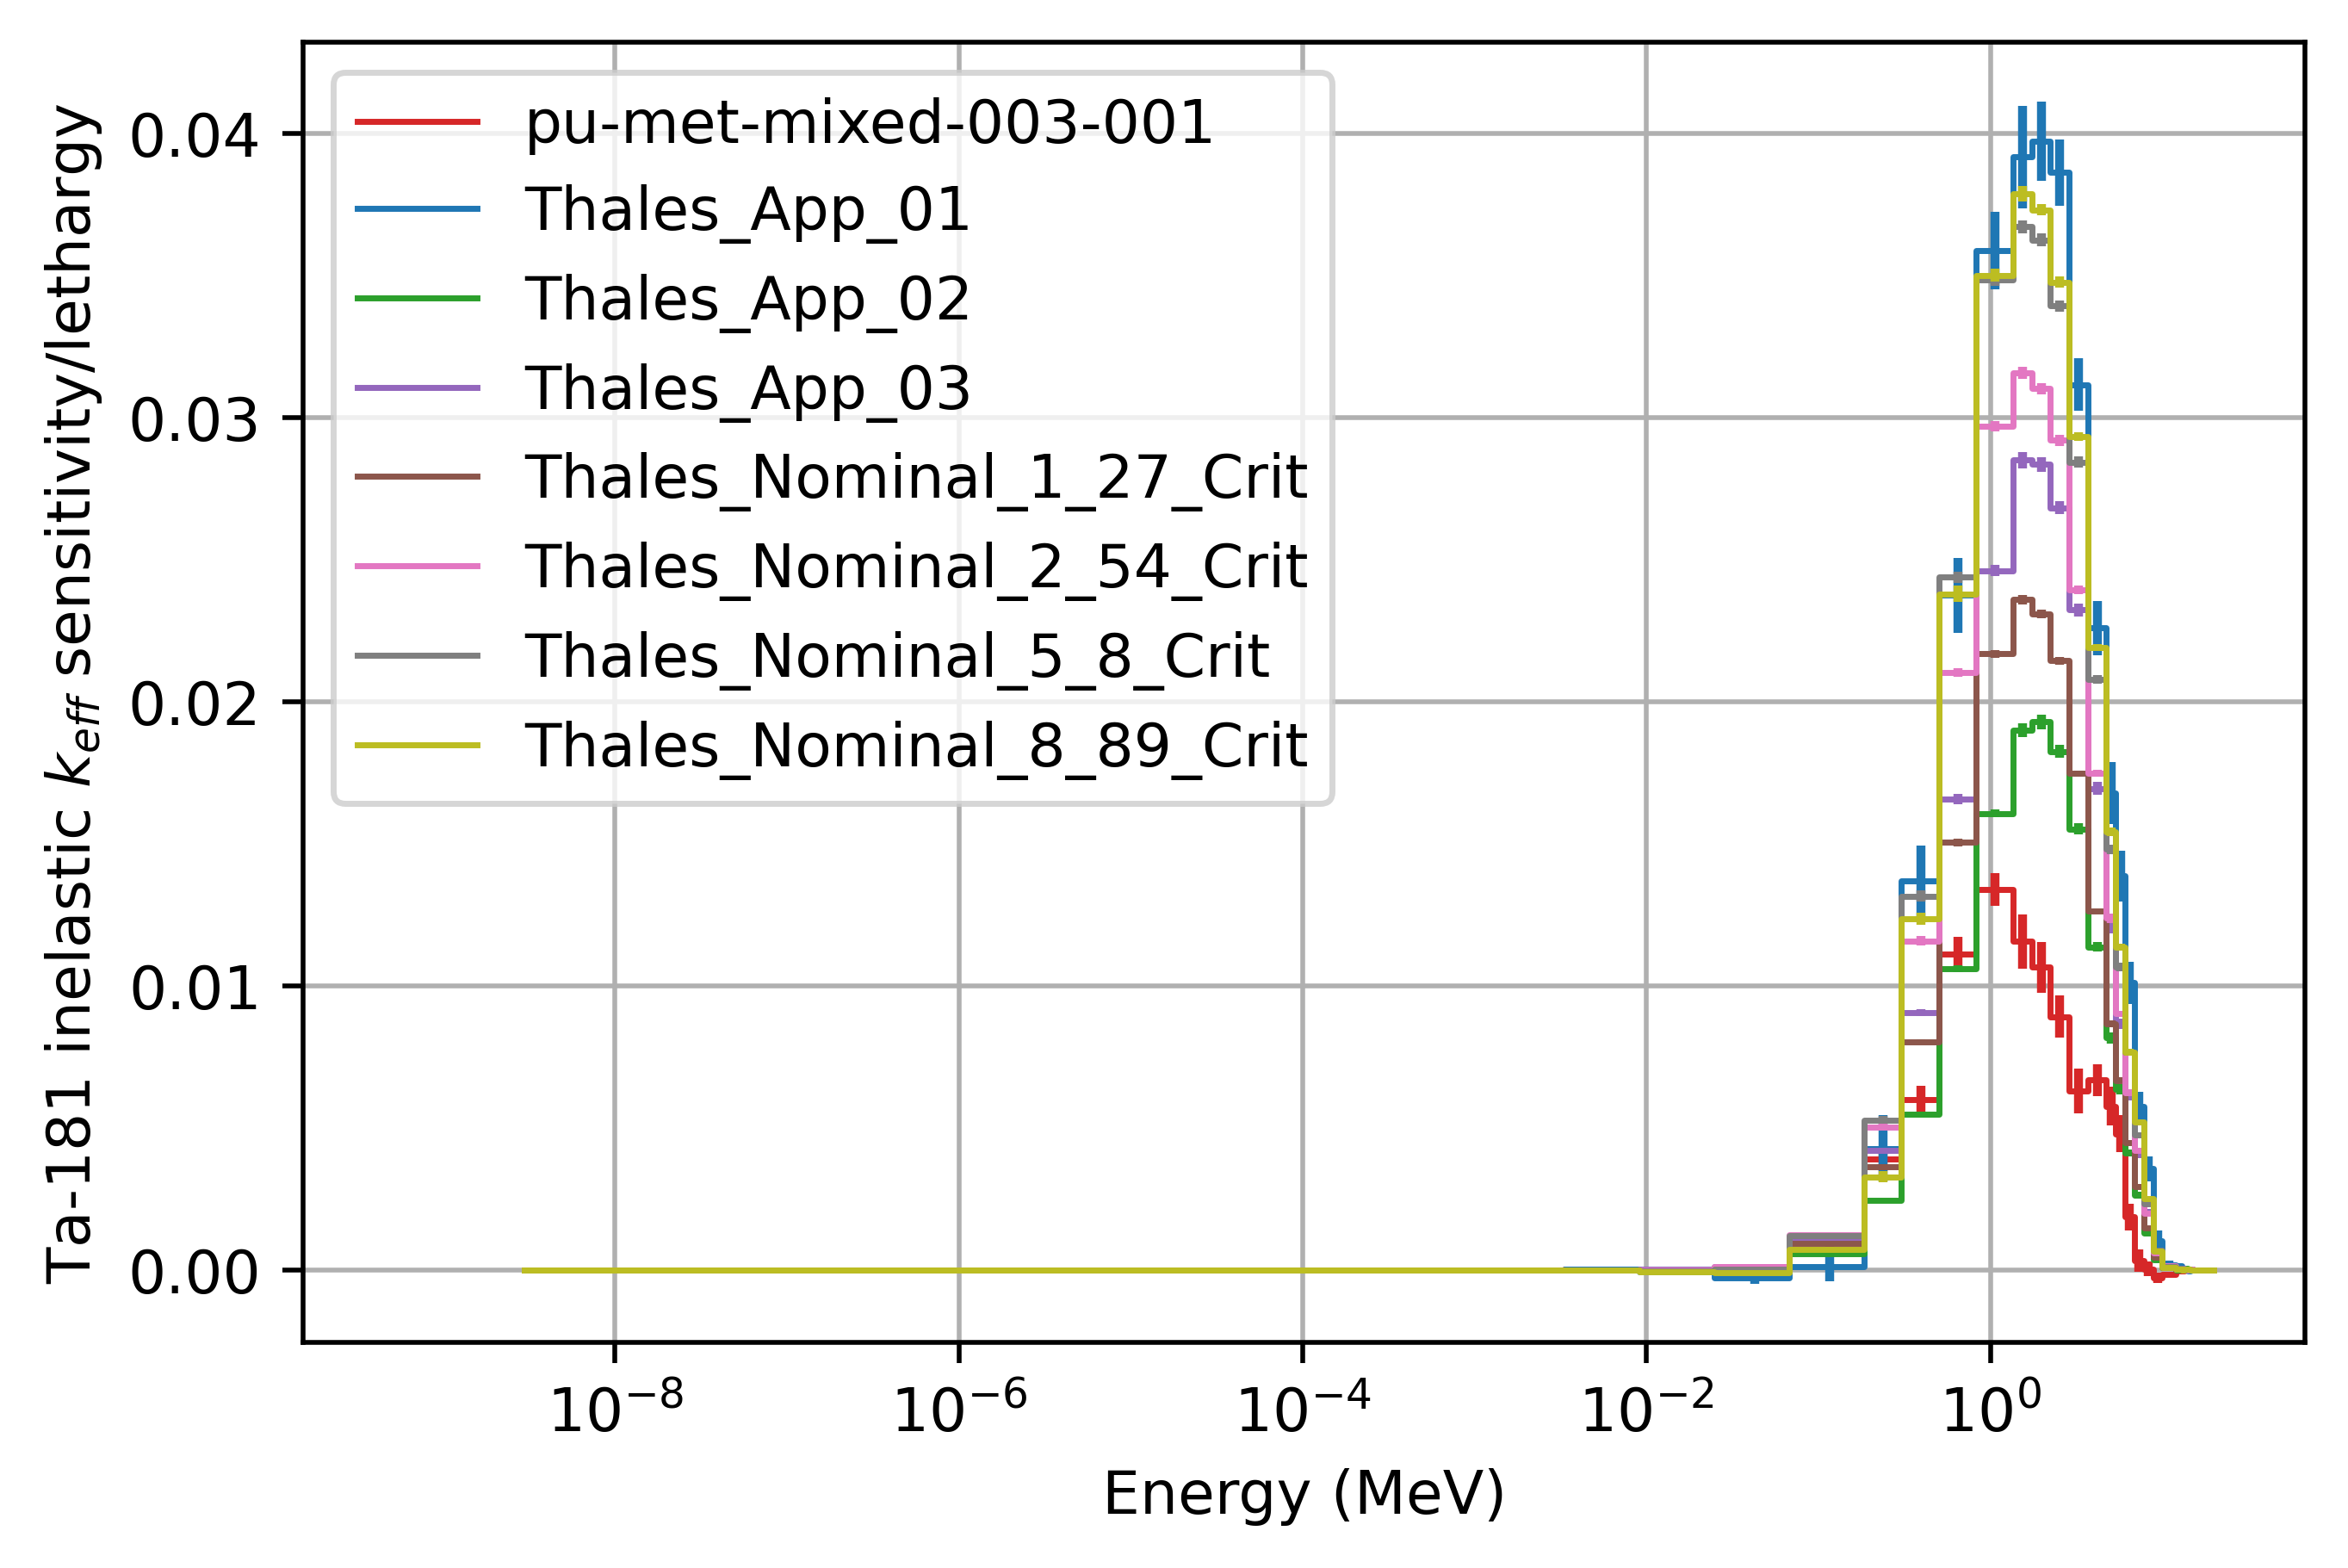 Ta-181 inelastic k_eff sensitivity/lethargy
0.04
0.03
0.02
0.01
0.00
pu-met-mixed-003-001
Thales_App_01
Thales_App_02
Thales_App_03
Thales_Nominal_1_27_Crit
Thales_Nominal_2_54_Crit
Thales_Nominal_5_8_Crit
Thales_Nominal_8_89_Crit
10⁻⁸ 10⁻⁶ 10⁻⁴ 10⁻² 10⁰
Energy (MeV)